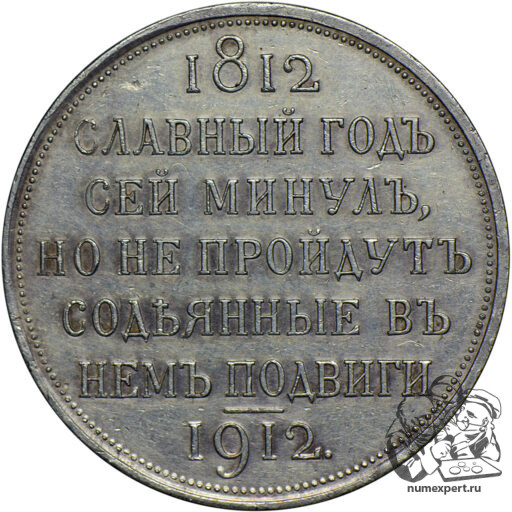 1812
СЛАВНЫЙ ГОДЪ
СЕЙ МИНУЛЪ,
НО НЕ ПРОЙДУТЪ
СОДѢЯННЫЕ ВЪ
НЕМЪ ПОДВИГИ
1912.
numexpert.ru